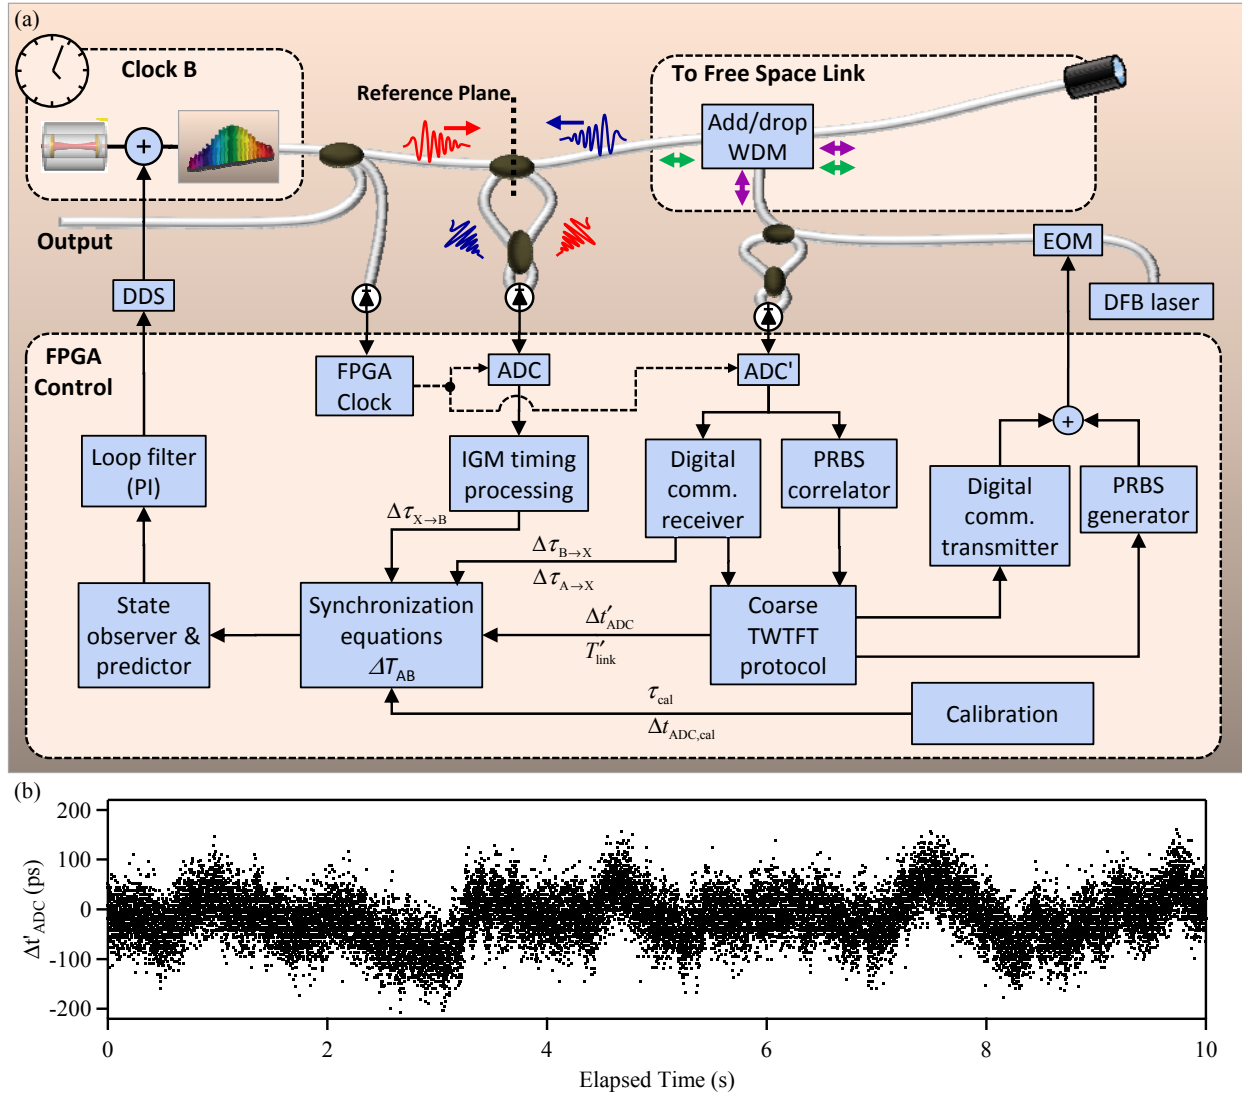 (a)
Clock B
Reference Plane
To Free Space Link
Add/drop
WDM
Output
EOM
DDS
DFB laser
FPGA
Control
FPGA
Clock
ADC
ADC'
+
+
Loop filter
(PI)
IGM timing
processing
Digital
comm.
receiver
PRBS
correlator
Digital
comm.
transmitter
PRBS
generator
Δτ_X→B
Δτ_B→X
Δτ_A→X
State
observer &
predictor
Synchronization
equations
ΔT_AB
Δt′_ADC
T′_link
Coarse
TWTFT
protocol
τ_cal
Δt_ADC,cal
Calibration
(b)
200
100
0
-100
-200
Δt'_ADC (ps)
0
2
4
6
8
10
Elapsed Time (s)